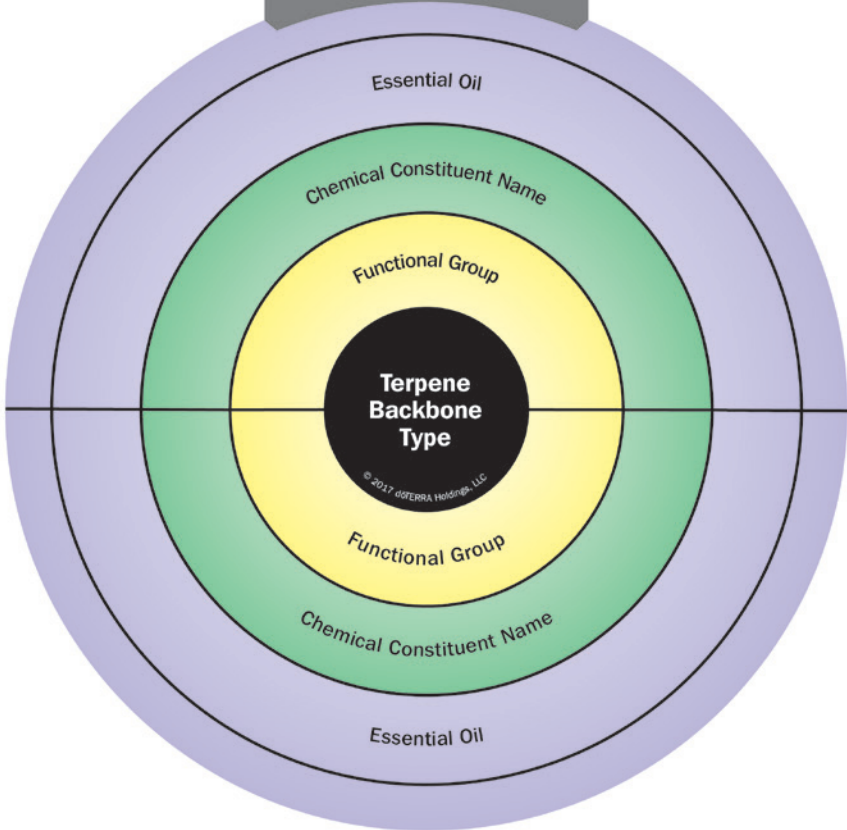 Essential Oil
Chemical Constituent Name
Functional Group
Terpene
Backbone
Type
© 2017 dōTERRA Holdings, LLC
Functional Group
Chemical Constituent Name
Essential Oil